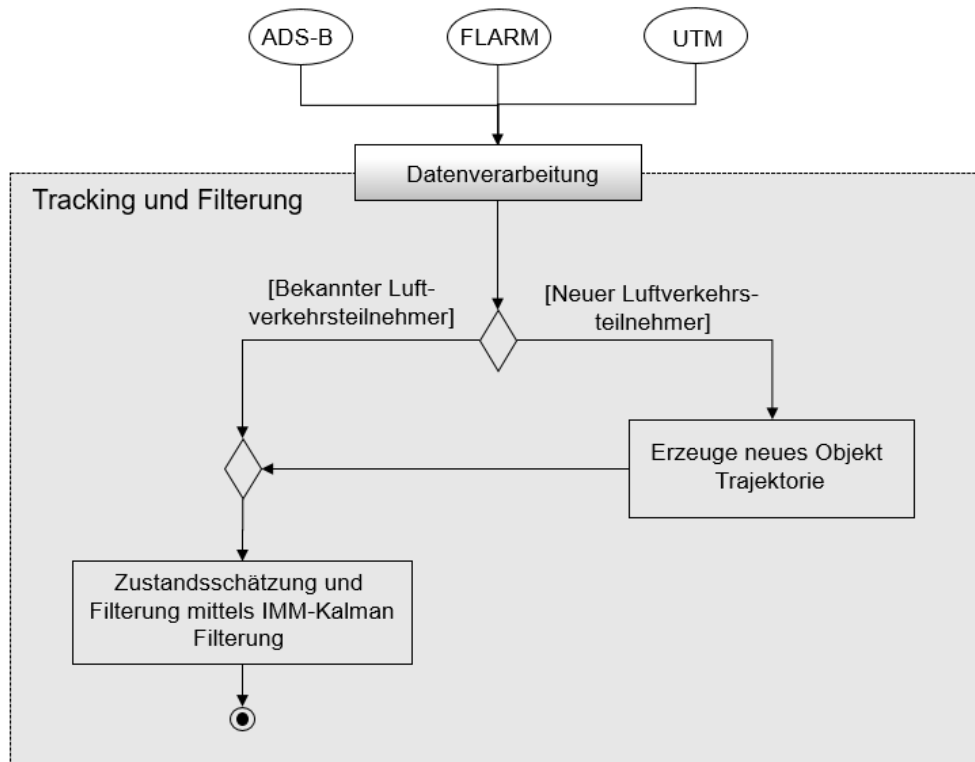 ADS-B
FLARM
UTM
Datenverarbeitung
Tracking und Filterung
[Bekannter Luft-
verkehrsteilnehmer]
[Neuer Luftverkehrs-
teilnehmer]
Erzeuge neues Objekt
Trajektorie
Zustandsschätzung und
Filterung mittels IMM-Kalman
Filterung